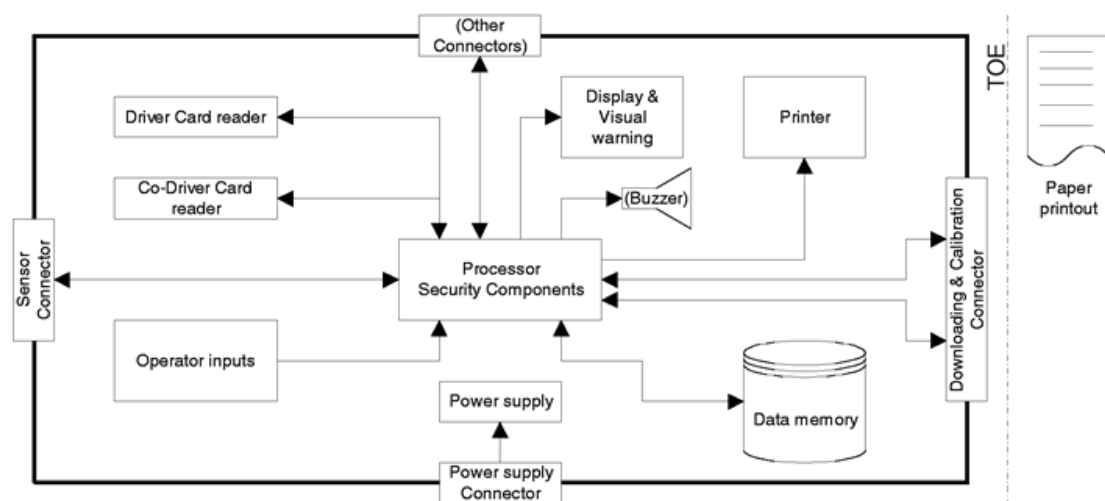 (Other
Connectors)
TOE
Driver Card reader
Display &
Visual
warning
Printer
Co-Driver Card
reader
(Buzzer)
Paper
printout
Sensor
Connector
Processor
Security Components
Downloading & Calibration
Connector
Operator inputs
Power supply
Data memory
Power supply
Connector